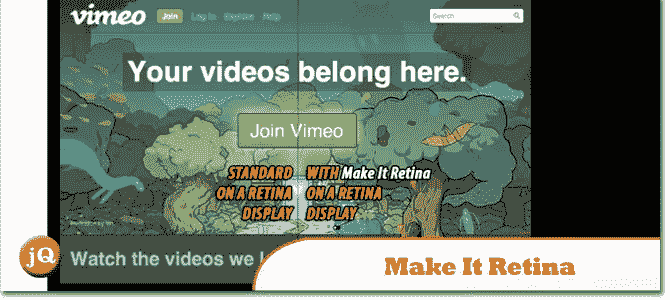 vimeo Join Log In Explore Help Search
Your videos belong here.
Join Vimeo
STANDARD WITH Make It Retina
ON A RETINA ON A RETINA
DISPLAY DISPLAY
Watch the videos we l
jQ
Make It Retina